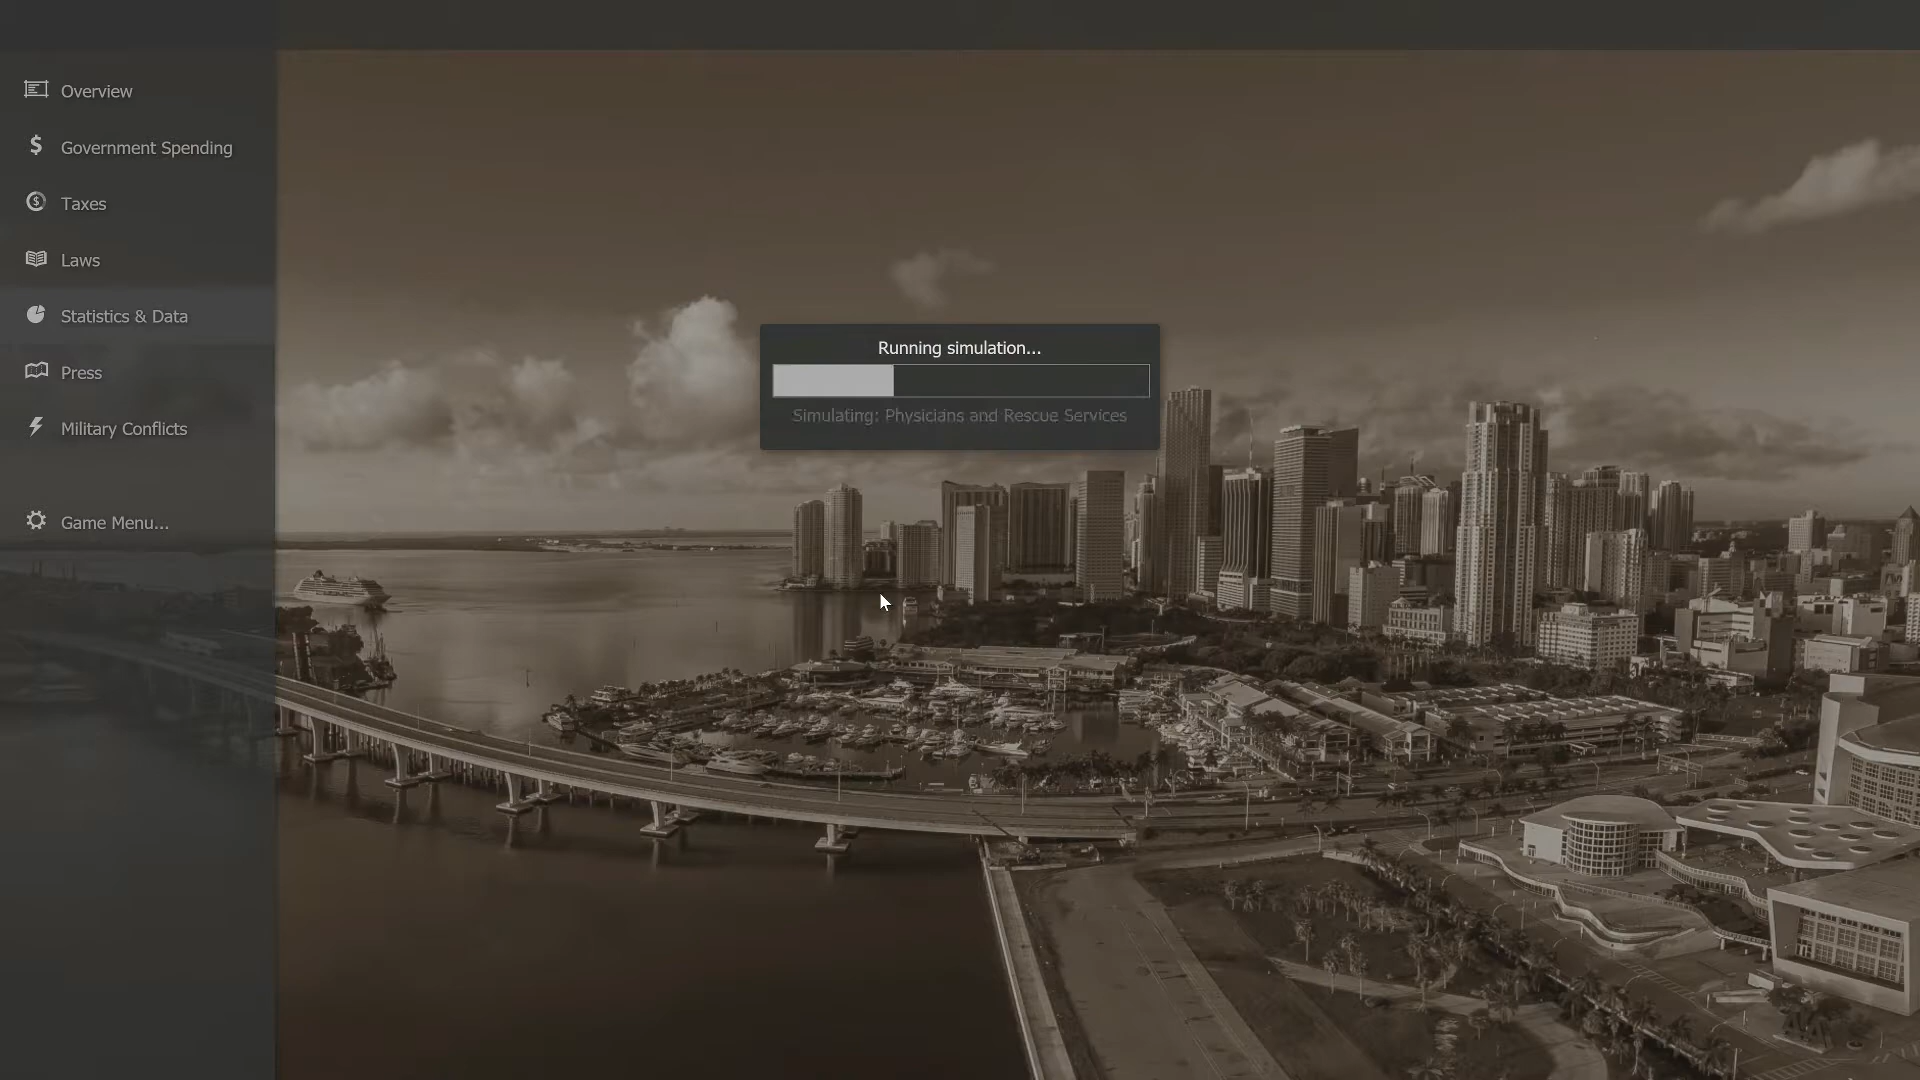 Overview
Government Spending
Taxes
Laws
Statistics & Data
Press
Military Conflicts
Game Menu...
Running simulation...
Simulating: Physicians and Rescue Services